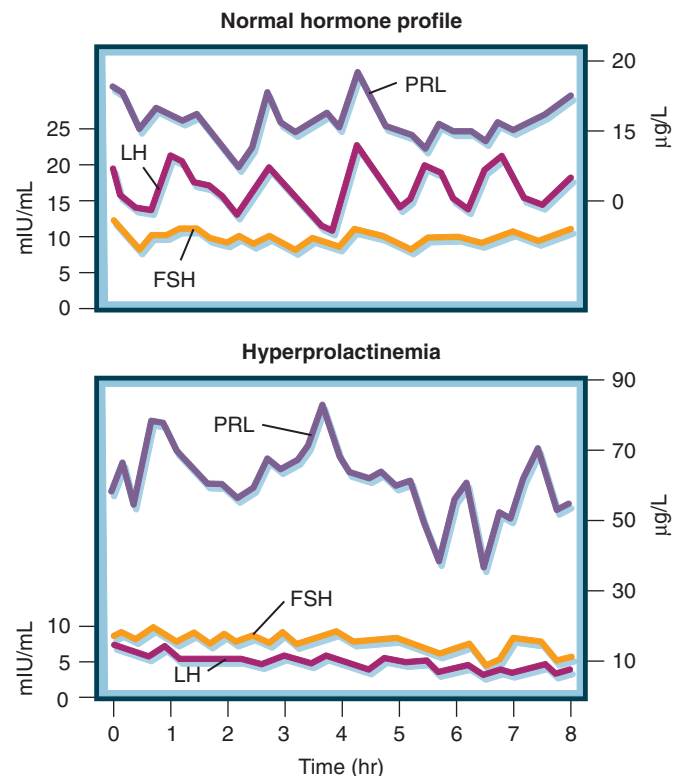 Normal hormone profile
20
PRL
25
15
LH
20
15
0
10
FSH
5
0
mIU/mL
µg/L
Hyperprolactinemia
90
PRL
70
50
FSH
30
10
5
LH
10
0
mIU/mL
µg/L
0 1 2 3 4 5 6 7 8
Time (hr)